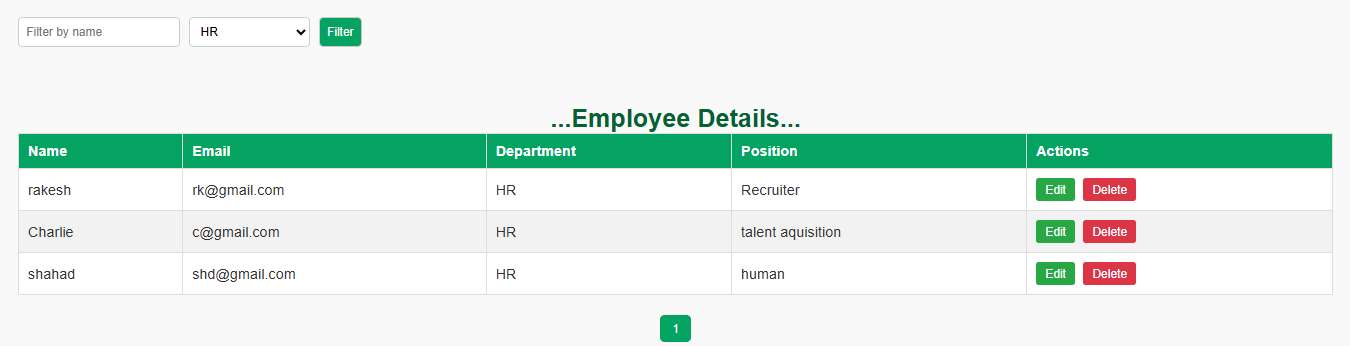 Filter by name HR Filter
...Employee Details...
Name Email Department Position Actions
rakesh rk@gmail.com HR Recruiter Edit Delete
Charlie c@gmail.com HR talent aquisition Edit Delete
shahad shd@gmail.com HR human Edit Delete
1